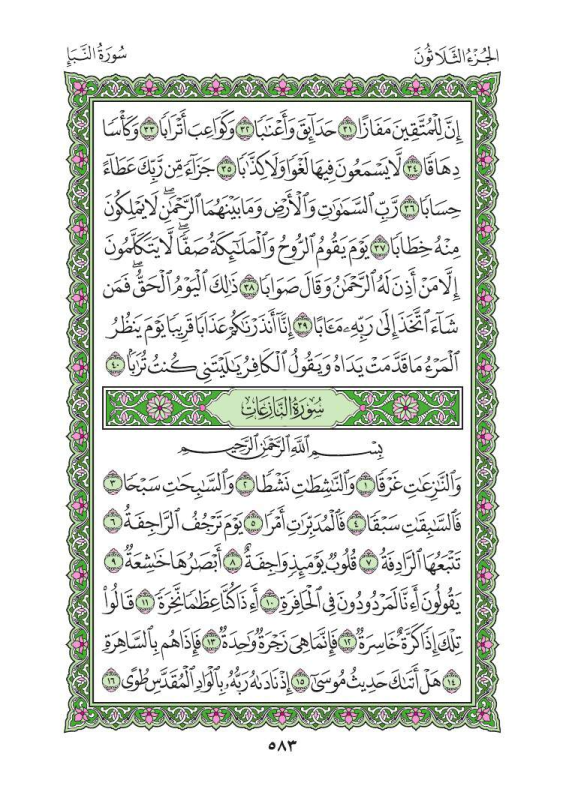 سُورَةُ النَّبَإِ
الجُزْءُ الثَّلَاثُونَ
إِنَّ لِلْمُتَّقِينَ مَفَازًا ٣١ حَدَآئِقَ وَأَعْنَٰبًا ٣٢ وَكَوَاعِبَ أَتْرَابًا ٣٣ وَكَأْسًا
دِهَاقًا ٣٤ لَّا يَسْمَعُونَ فِيهَا لَغْوًا وَلَا كِذَّٰبًا ٣٥ جَزَآءً مِّن رَّبِّكَ عَطَآءً
حِسَابًا ٣٦ رَّبِّ ٱلسَّمَٰوَٰتِ وَٱلْأَرْضِ وَمَا بَيْنَهُمَا ٱلرَّحْمَٰنِۖ لَا يَمْلِكُونَ
مِنْهُ خِطَابًا ٣٧ يَوْمَ يَقُومُ ٱلرُّوحُ وَٱلْمَلَٰٓئِكَةُ صَفًّاۖ لَّا يَتَكَلَّمُونَ
إِلَّا مَنْ أَذِنَ لَهُ ٱلرَّحْمَٰنُ وَقَالَ صَوَابًا ٣٨ ذَٰلِكَ ٱلْيَوْمُ ٱلْحَقُّۖ فَمَن
شَآءَ ٱتَّخَذَ إِلَىٰ رَبِّهِۦ مَـَٔابًا ٣٩ إِنَّآ أَنذَرْنَٰكُمْ عَذَابًا قَرِيبًا يَوْمَ يَنظُرُ
ٱلْمَرْءُ مَا قَدَّمَتْ يَدَاهُ وَيَقُولُ ٱلْكَافِرُ يَٰلَيْتَنِى كُنتُ تُرَٰبًۢا ٤٠
سُورَةُ النَّازِعَاتِ
بِسْمِ ٱللَّهِ ٱلرَّحْمَٰنِ ٱلرَّحِيمِ
وَٱلنَّٰزِعَٰتِ غَرْقًا ١ وَٱلنَّٰشِطَٰتِ نَشْطًا ٢ وَٱلسَّٰبِحَٰتِ سَبْحًا ٣
فَٱلسَّٰبِقَٰتِ سَبْقًا ٤ فَٱلْمُدَبِّرَٰتِ أَمْرًا ٥ يَوْمَ تَرْجُفُ ٱلرَّاجِفَةُ ٦
تَتْبَعُهَا ٱلرَّادِفَةُ ٧ قُلُوبٌ يَوْمَئِذٍ وَاجِفَةٌ ٨ أَبْصَٰرُهَا خَٰشِعَةٌ ٩
يَقُولُونَ أَءِنَّا لَمَرْدُودُونَ فِى ٱلْحَافِرَةِ ١٠ أَءِذَا كُنَّا عِظَٰمًا نَّخِرَةً ١١ قَالُوا۟
تِلْكَ إِذًا كَرَّةٌ خَاسِرَةٌ ١٢ فَإِنَّمَا هِىَ زَجْرَةٌ وَٰحِدَةٌ ١٣ فَإِذَا هُم بِٱلسَّاهِرَةِ
١٤ هَلْ أَتَىٰكَ حَدِيثُ مُوسَىٰٓ ١٥ إِذْ نَادَىٰهُ رَبُّهُۥ بِٱلْوَادِ ٱلْمُقَدَّسِ طُوًى ١٦
٥٨٣